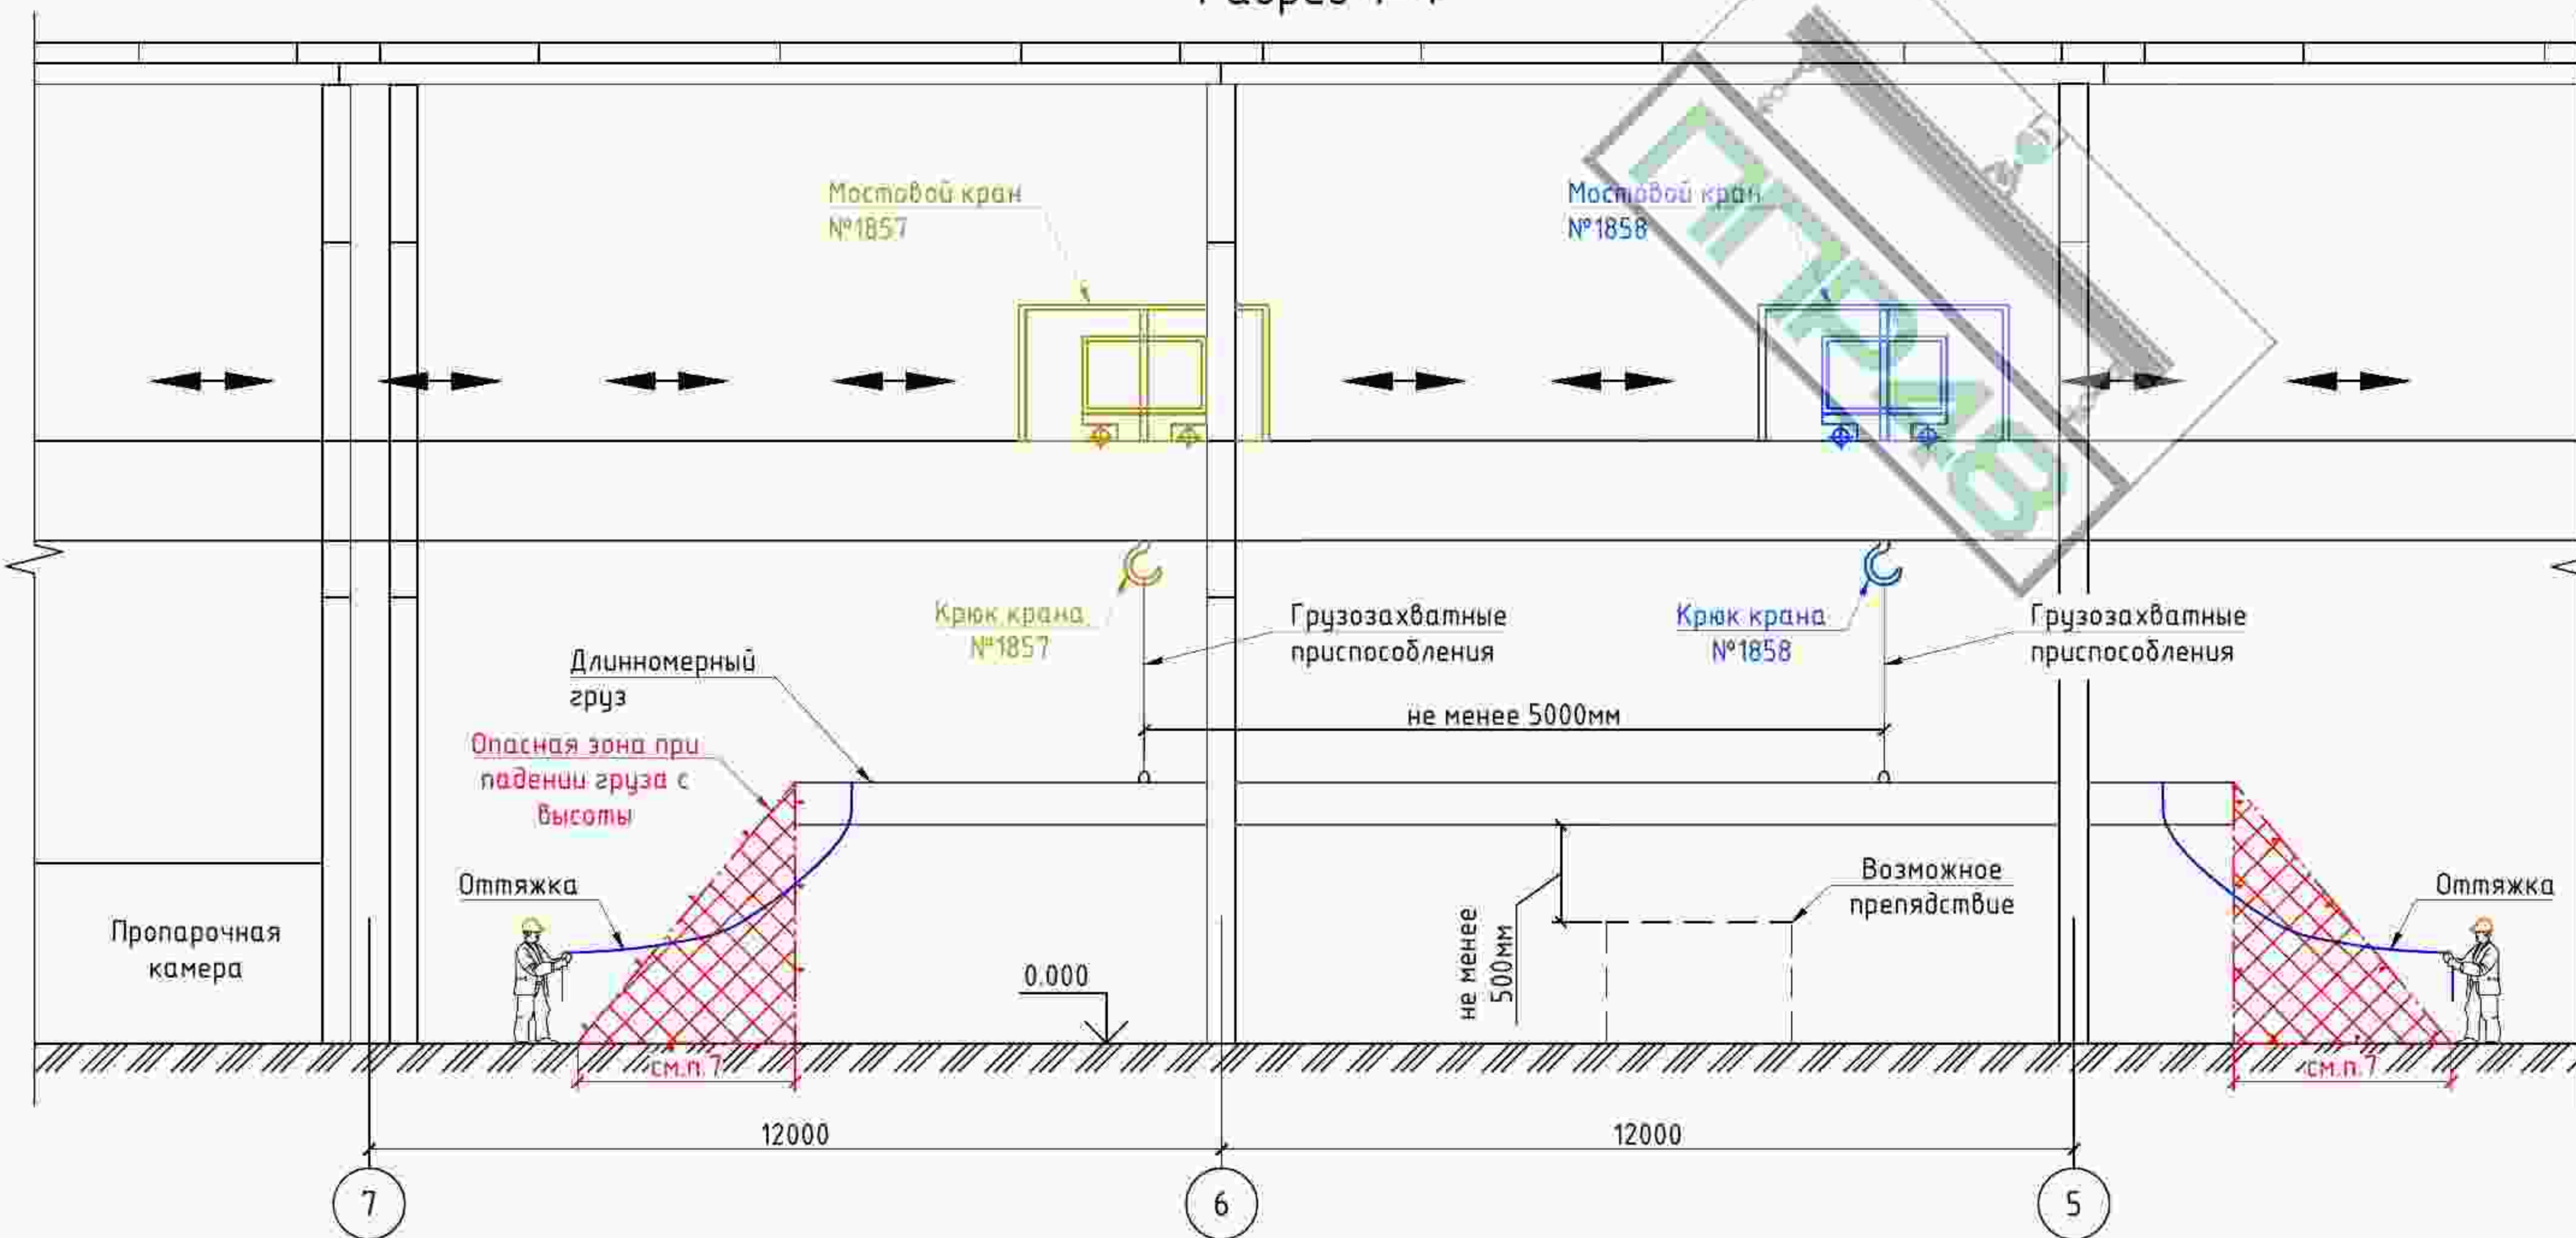 Мостовой кран
№1857
Мостовой кран
№1858
Крюк крана
№1857
Грузозахватные
приспособления
Крюк крана
№1858
Грузозахватные
приспособления
Длинномерный
груз
не менее 5000мм
Опасная зона при
падении груза с
высоты
Оттяжка
Возможное
препядствие
Оттяжка
Пропарочная
камера
0.000
не менее
500мм
см.п.7
см.п.7
12000
12000
7
6
5